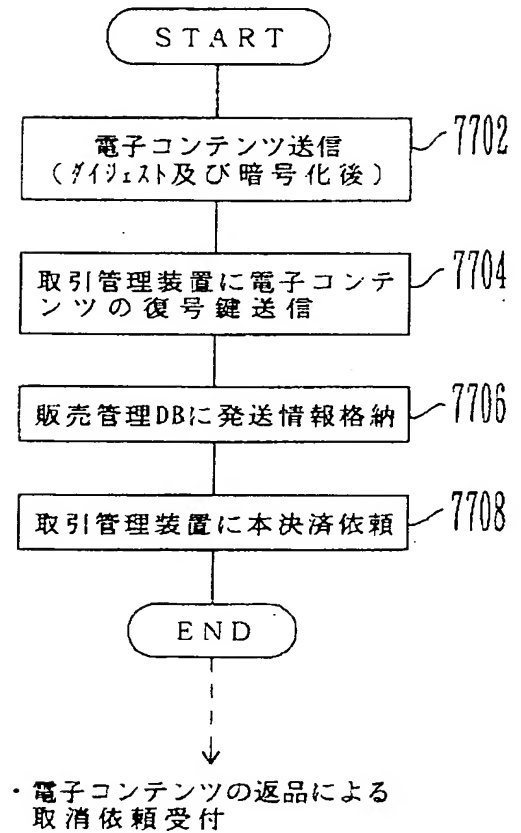 START
電子コンテンツ送信
(ダイジェスト及び暗号化後)
7702
取引管理装置に電子コンテ
ンツの復号鍵送信
7704
販売管理DBに発送情報格納
7706
取引管理装置に本決済依頼
7708
END
・電子コンテンツの返品による
取消依頼受付